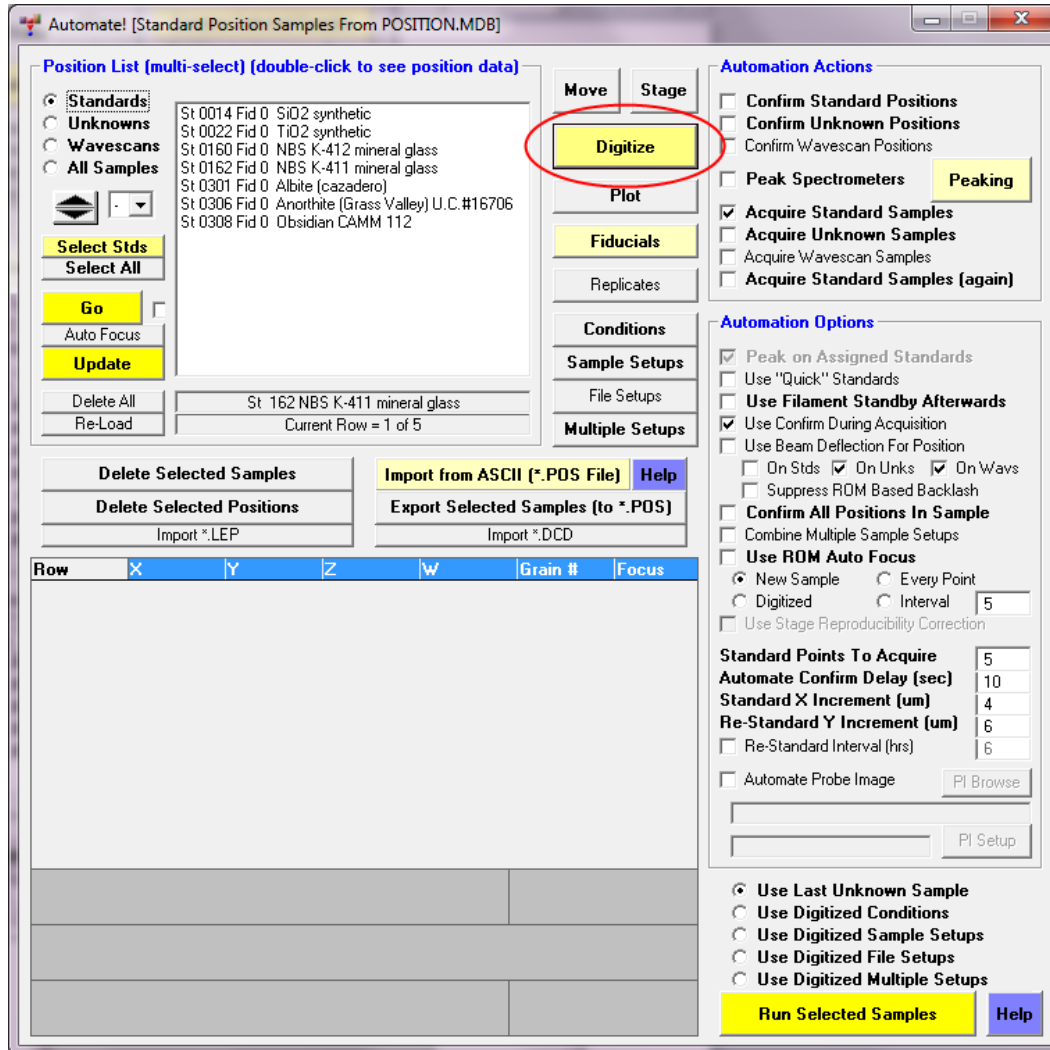 Automate! [Standard Position Samples From POSITION.MDB]
Position List (multi-select) (double-click to see position data)
Standards
Unknowns
Wavescans
All Samples
-
Select Stds
Select All
Go
Auto Focus
Update
Delete All
Re-Load
St 0014 Fid 0 SiO2 synthetic
St 0022 Fid 0 TiO2 synthetic
St 0160 Fid 0 NBS K-412 mineral glass
St 0162 Fid 0 NBS K-411 mineral glass
St 0301 Fid 0 Albite (cazadero)
St 0306 Fid 0 Anorthite (Grass Valley) U.C.#16706
St 0308 Fid 0 Obsidian CAMM 112
St 162 NBS K-411 mineral glass
Current Row = 1 of 5
Move Stage
Digitize
Plot
Fiducials
Replicates
Conditions
Sample Setups
File Setups
Multiple Setups
Delete Selected Samples
Delete Selected Positions
Import *.LEP
Import from ASCII (*.POS File) Help
Export Selected Samples (to *.POS)
Import *.DCD
Row X Y Z W Grain # Focus
Automation Actions
Confirm Standard Positions
Confirm Unknown Positions
Confirm Wavescan Positions
Peak Spectrometers Peaking
Acquire Standard Samples
Acquire Unknown Samples
Acquire Wavescan Samples
Acquire Standard Samples (again)
Automation Options
Peak on Assigned Standards
Use "Quick" Standards
Use Filament Standby Afterwards
Use Confirm During Acquisition
Use Beam Deflection For Position
On Stds On Unks On Wavs
Suppress ROM Based Backlash
Confirm All Positions In Sample
Combine Multiple Sample Setups
Use ROM Auto Focus
New Sample Every Point
Digitized Interval 5
Use Stage Reproducibility Correction
Standard Points To Acquire 5
Automate Confirm Delay (sec) 10
Standard X Increment (um) 4
Re-Standard Y Increment (um) 6
Re-Standard Interval (hrs) 6
Automate Probe Image PI Browse
PI Setup
Use Last Unknown Sample
Use Digitized Conditions
Use Digitized Sample Setups
Use Digitized File Setups
Use Digitized Multiple Setups
Run Selected Samples Help